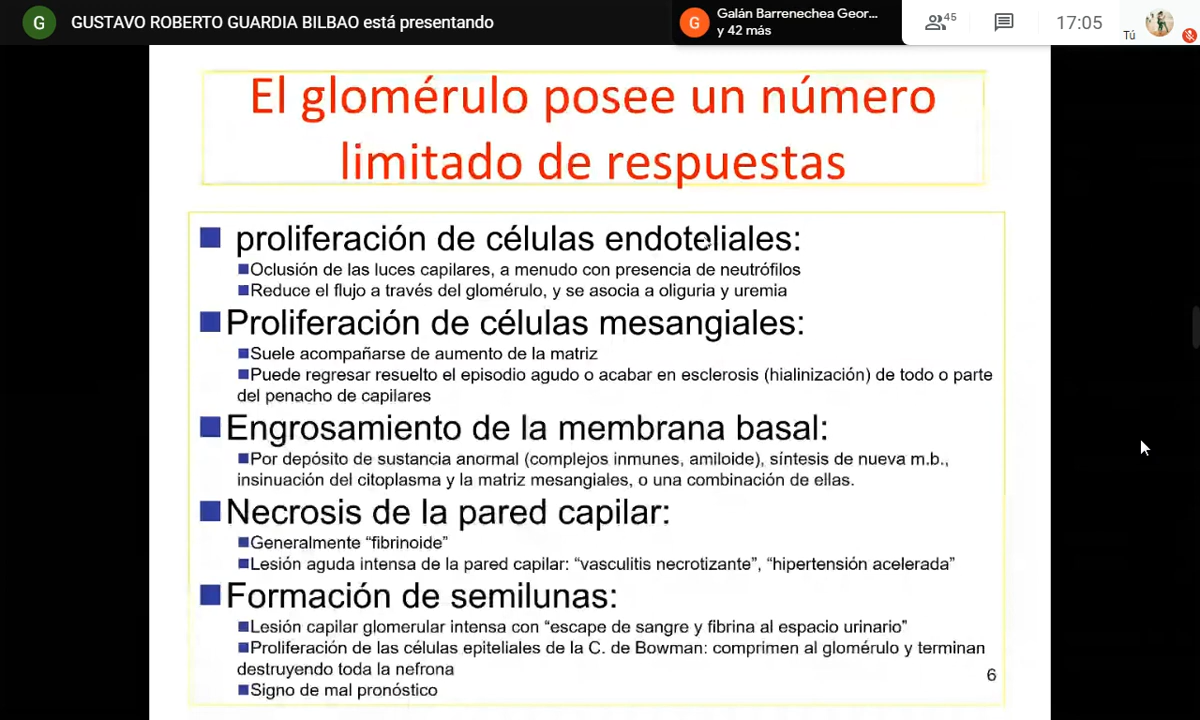 G GUSTAVO ROBERTO GUARDIA BILBAO está presentando
G Galán Barrenechea Geor...
y 42 más
45
17:05
Tú
El glomérulo posee un número
limitado de respuestas
proliferación de células endoteliales:
Oclusión de las luces capilares, a menudo con presencia de neutrófilos
Reduce el flujo a través del glomérulo, y se asocia a oliguria y uremia
Proliferación de células mesangiales:
Suele acompañarse de aumento de la matriz
Puede regresar resuelto el episodio agudo o acabar en esclerosis (hialinización) de todo o parte
del penacho de capilares
Engrosamiento de la membrana basal:
Por depósito de sustancia anormal (complejos inmunes, amiloide), síntesis de nueva m.b.,
insinuación del citoplasma y la matriz mesangiales, o una combinación de ellas.
Necrosis de la pared capilar:
Generalmente “fibrinoide”
Lesión aguda intensa de la pared capilar: “vasculitis necrotizante”, “hipertensión acelerada”
Formación de semilunas:
Lesión capilar glomerular intensa con “escape de sangre y fibrina al espacio urinario”
Proliferación de las células epiteliales de la C. de Bowman: comprimen al glomérulo y terminan
destruyendo toda la nefrona
Signo de mal pronóstico
6